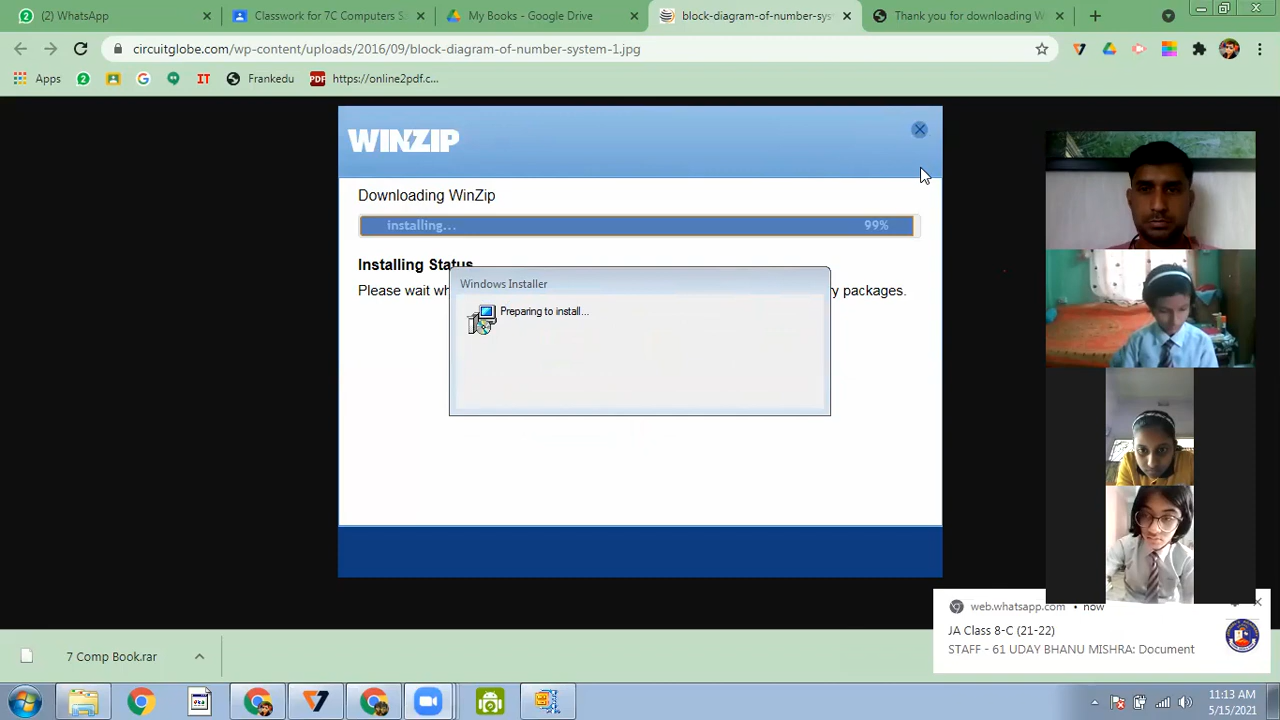 (2) WhatsApp
Classwork for 7C Computers S
My Books - Google Drive
block-diagram-of-number-sys
Thank you for downloading W
circuitglobe.com/wp-content/uploads/2016/09/block-diagram-of-number-system-1.jpg
Apps
2
IT
Frankedu
PDF
https://online2pdf.c...
WINZIP
Downloading WinZip
installing...
99%
Installing Status
Please wait wh
ry packages.
Windows Installer
Preparing to install...
web.whatsapp.com • now
JA Class 8-C (21-22)
STAFF - 61 UDAY BHANU MISHRA: Document
7 Comp Book.rar
11:13 AM
5/15/2021